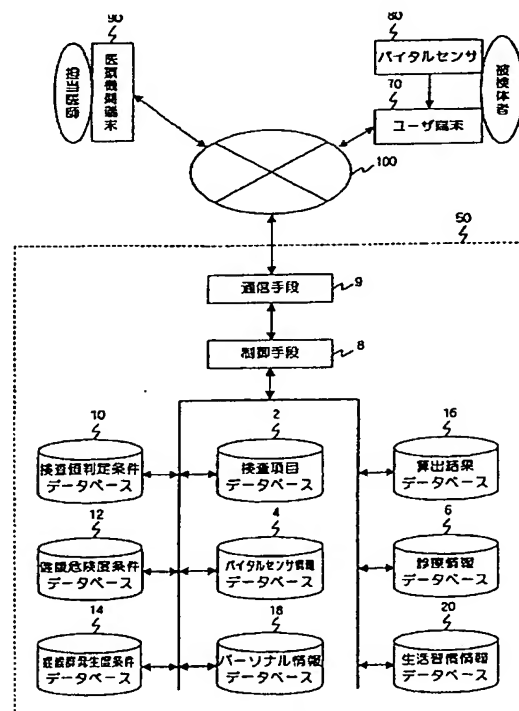 90
医療機関端末
担当医師
80
バイタルセンサ
70
ユーザ端末
被検体者
100
50
通信手段
9
制御手段
8
10
検査値判定条件
データベース
2
検査項目
データベース
16
算出結果
データベース
12
健康危険度条件
データベース
4
バイタルセンサ情報
データベース
6
診療情報
データベース
14
症候群発生度条件
データベース
18
パーソナル情報
データベース
20
生活習慣情報
データベース